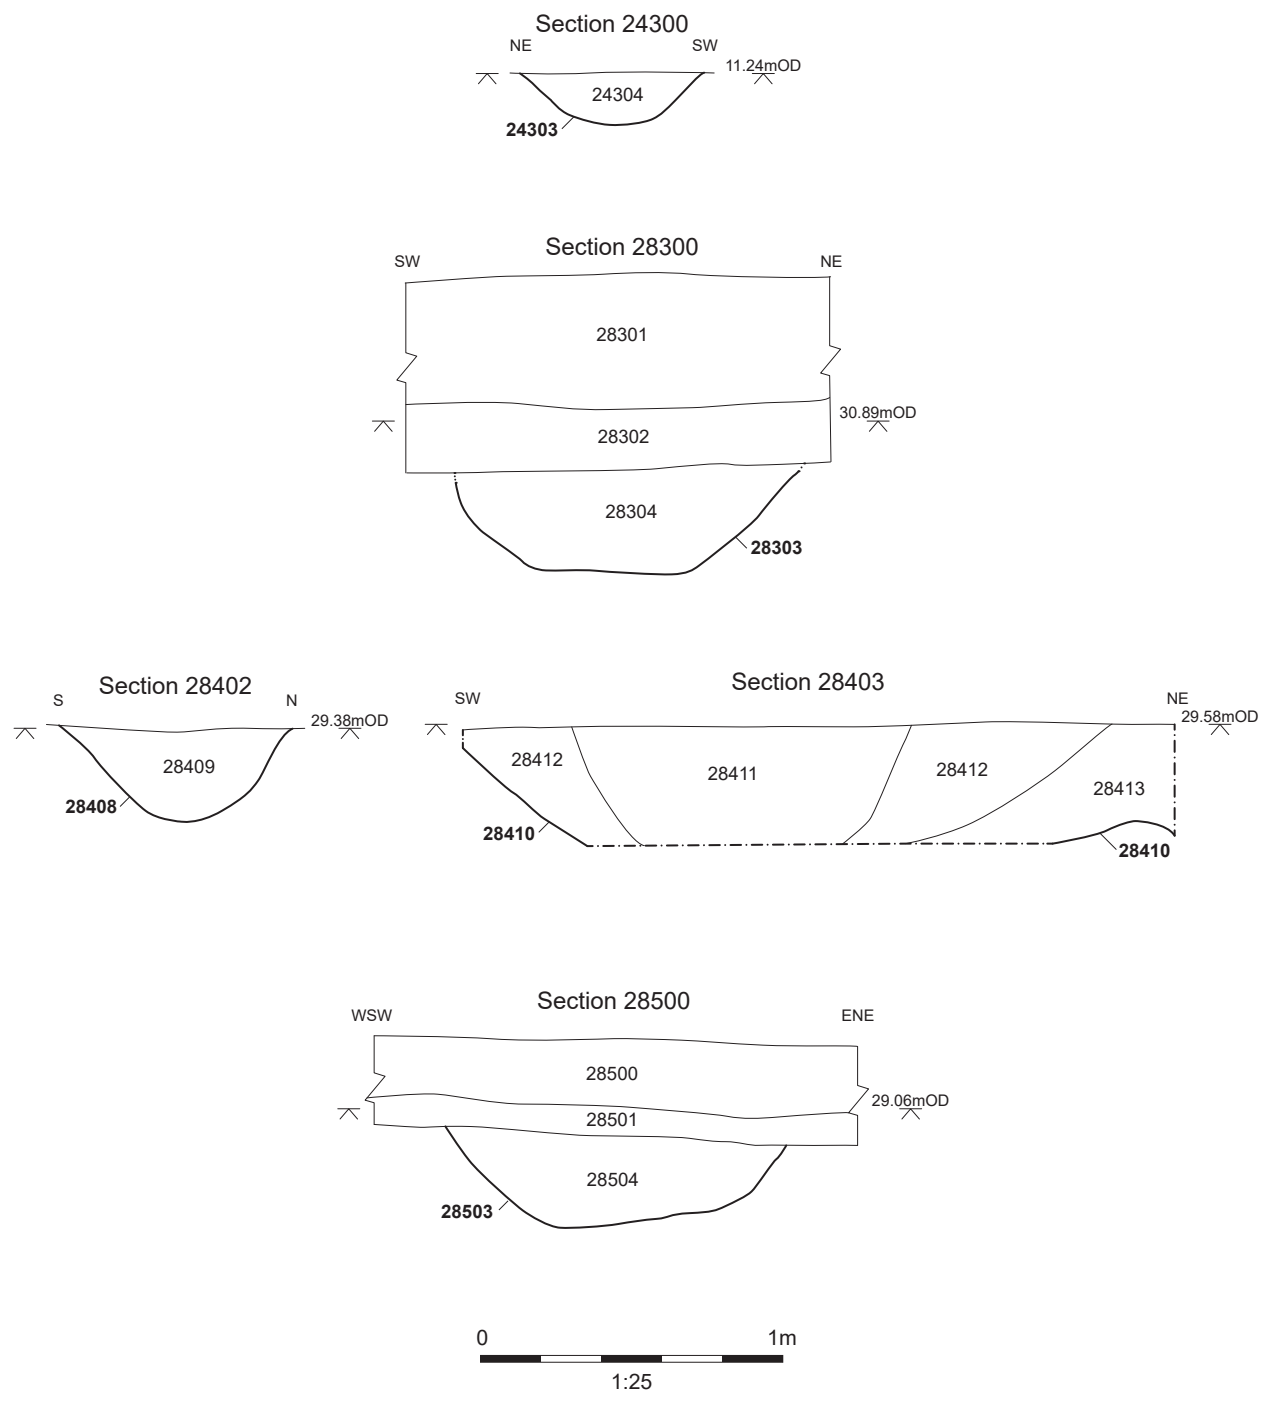 Section 24300
NE SW
11.24mOD
24304
24303
Section 28300
SW NE
28301
30.89mOD
28302
28304
28303
Section 28402
S N
29.38mOD
28409
28408
Section 28403
SW NE
29.58mOD
28412 28411 28412 28413
28410 28410
Section 28500
WSW ENE
28500
29.06mOD
28501
28504
28503
0 1m
1:25